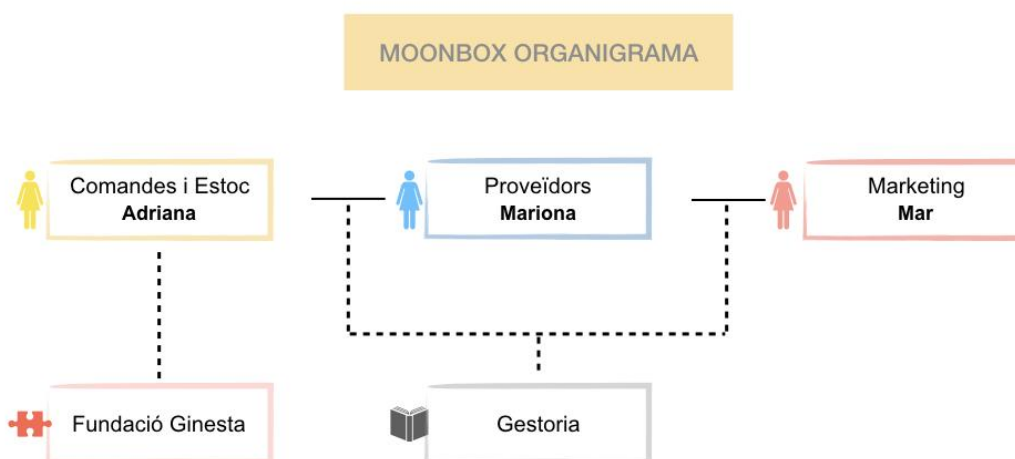 MOONBOX ORGANIGRAMA
Comandes i Estoc
Adriana
Proveïdors
Mariona
Marketing
Mar
Fundació Ginesta
Gestoria